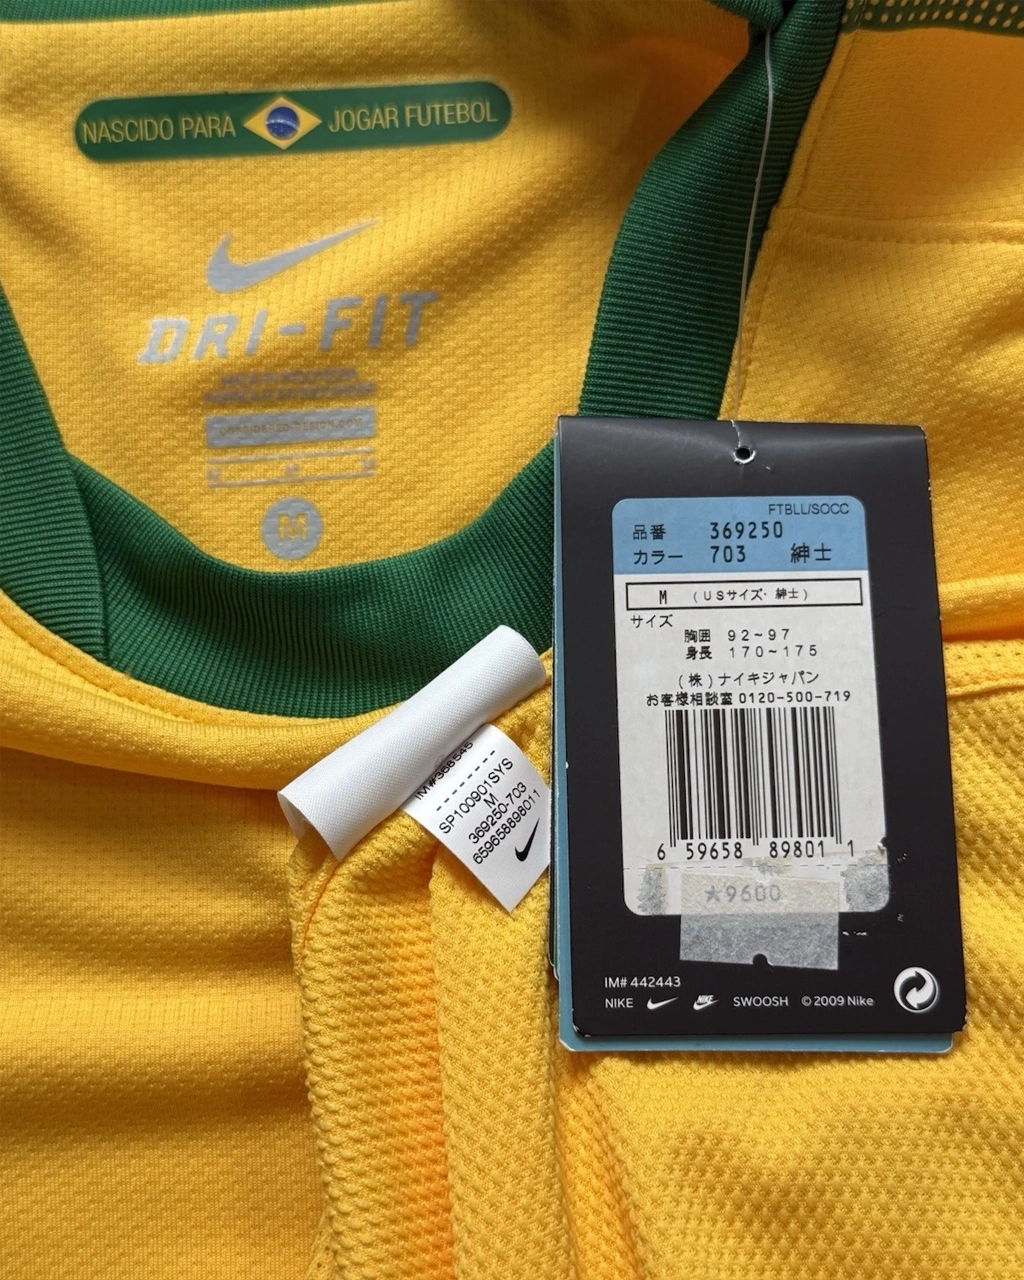 NASCIDO PARA JOGAR FUTEBOL
DRI-FIT
M
IM#368545
SP100901SYS
M
369250-703
659658898011
FTBLL/SOCC
品番 369250
カラー 703 紳士
M (USサイズ・紳士)
サイズ
胸囲 92~97
身長 170~175
(株)ナイキジャパン
お客様相談室 0120-500-719
6 59658 89801 1
★9600
IM# 442443
NIKE SWOOSH © 2009 Nike